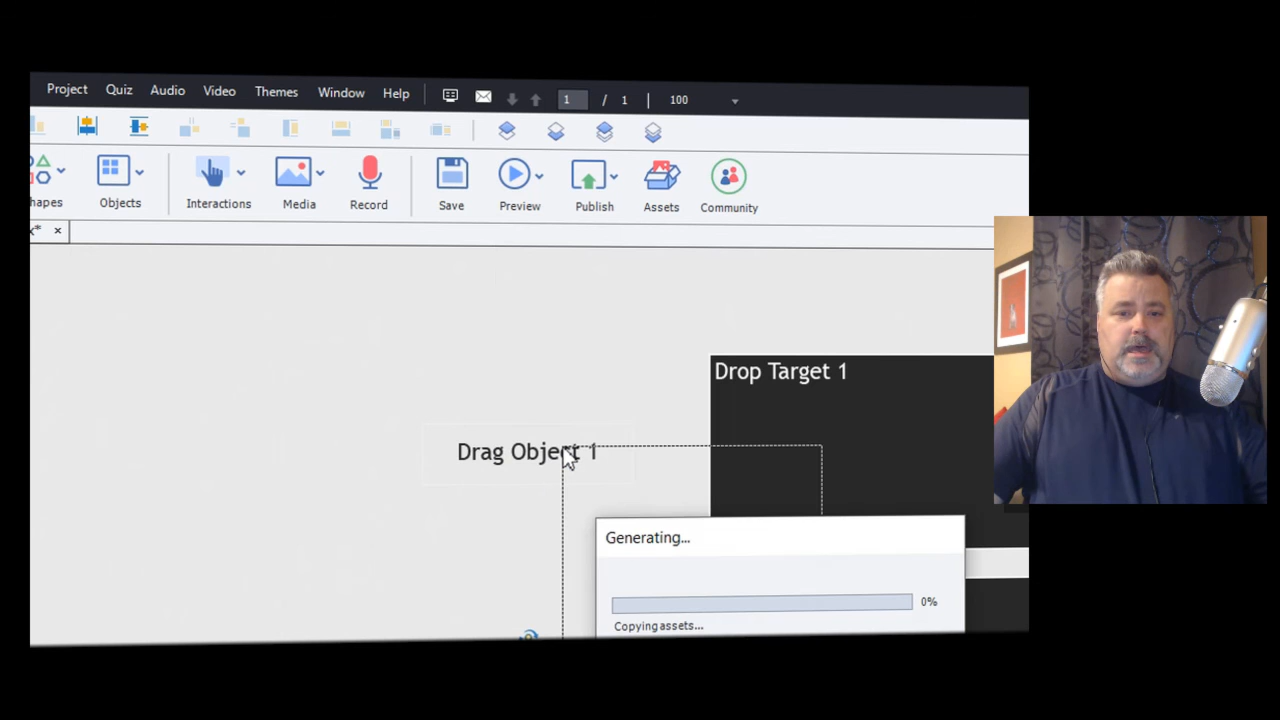 Project Quiz Audio Video Themes Window Help 1 / 1 100
hapes Objects Interactions Media Record Save Preview Publish Assets Community
x* ×
Drop Target 1
Drag Object 1
Generating...
0%
Copying assets...